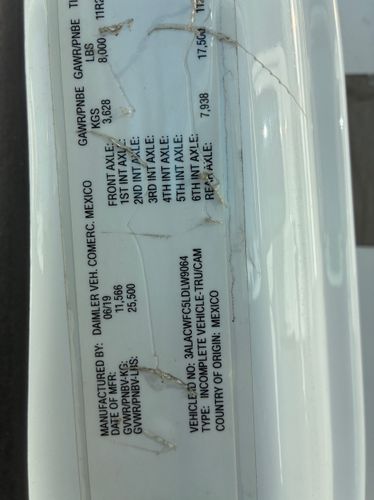 MANUFACTURED BY: DAIMLER VEH. COMERC. MEXICO
DATE OF MFR: 06/19
GVWR/PNBV-KG: 11,566
GVWR/PNBV-LBS: 25,500
GAWR/PNBE KGS
GAWR/PNBE LBS
FRONT AXLE: 3,628 8,000 11R2
1ST INT AXLE:
2ND INT AXLE:
3RD INT AXLE:
4TH INT AXLE:
5TH INT AXLE:
6TH INT AXLE:
REAR AXLE: 7,938 17,500
VEHICLE ID NO: 3ALACWFC5LDLW9064
TYPE: INCOMPLETE VEHICLE-TRU/CAM
COUNTRY OF ORIGIN: MEXICO